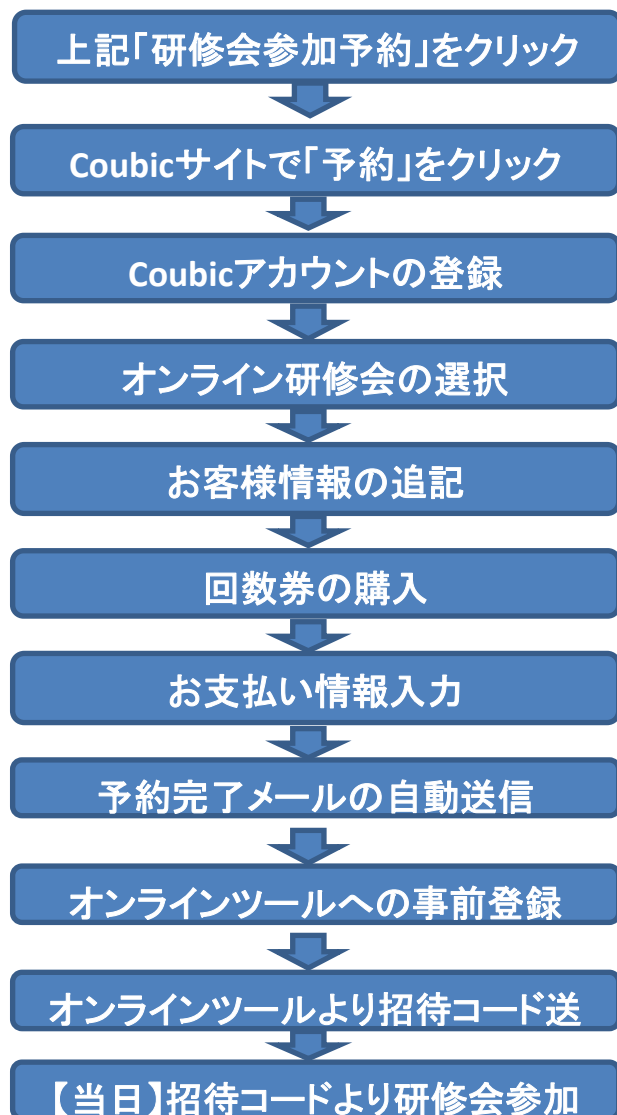 上記「研修会参加予約」をクリック
Coubicサイトで「予約」をクリック
Coubicアカウントの登録
オンライン研修会の選択
お客様情報の追記
回数券の購入
お支払い情報入力
予約完了メールの自動送信
オンラインツールへの事前登録
オンラインツールより招待コード送
【当日】招待コードより研修会参加